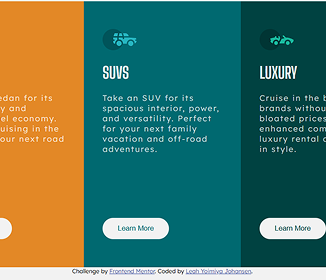 edan for its
y and
el economy.
uising in the
our next road
SUVS
Take an SUV for its
spacious interior, power,
and versatility. Perfect
for your next family
vacation and off-road
adventures.
Learn More
LUXURY
Cruise in the b
brands withou
bloated prices
enhanced com
luxury rental o
in style.
Learn More
Challenge by Frontend Mentor. Coded by Leah Yoimiya Johansen.